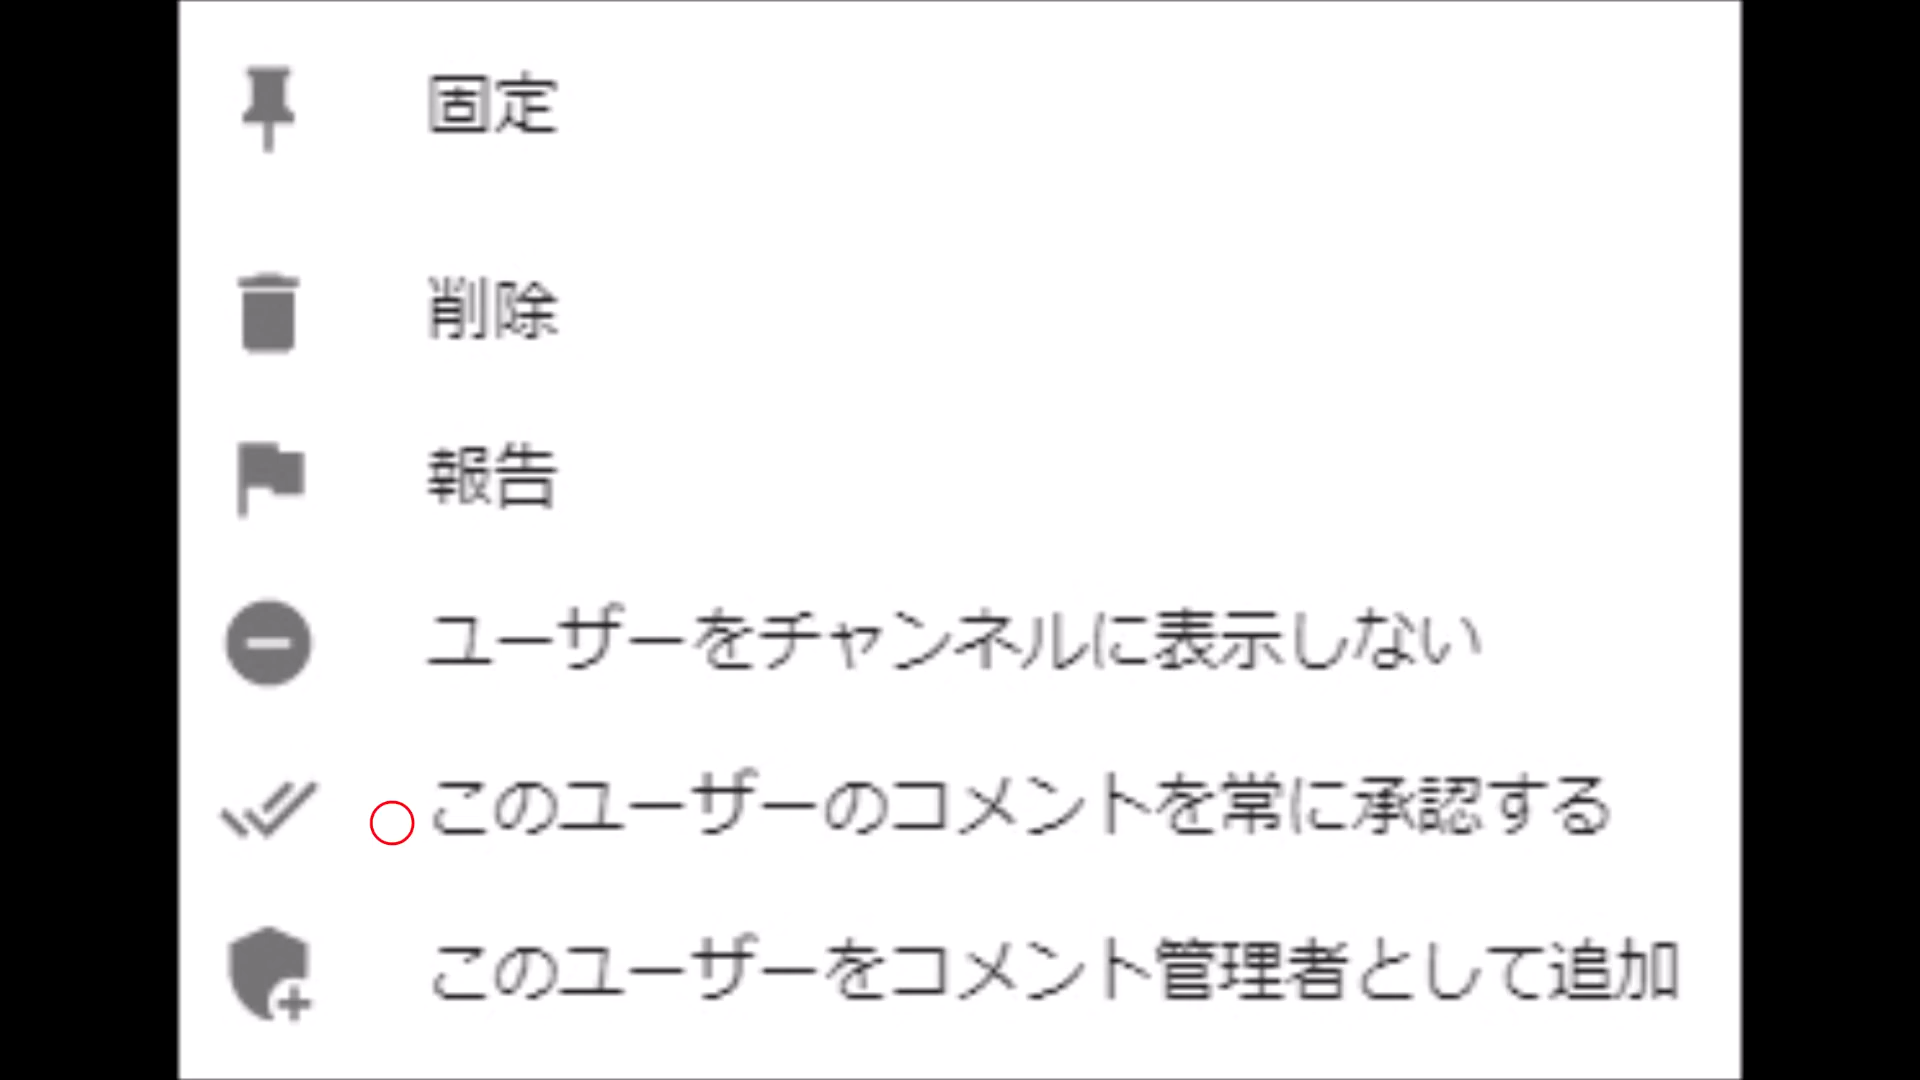 固定
削除
報告
ユーザーをチャンネルに表示しない
このユーザーのコメントを常に承認する
このユーザーをコメント管理者として追加